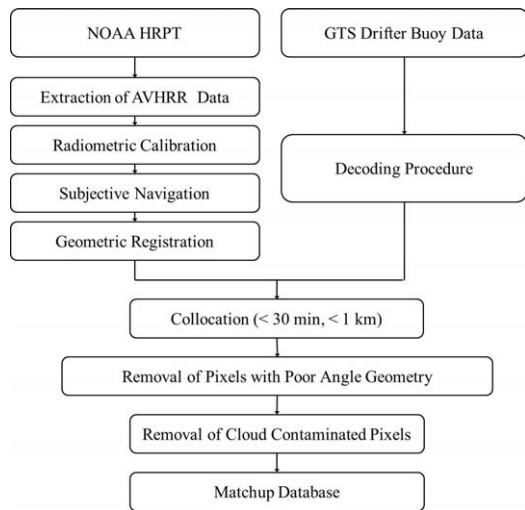 NOAA HRPT
GTS Drifter Buoy Data
Extraction of AVHRR Data
Radiometric Calibration
Decoding Procedure
Subjective Navigation
Geometric Registration
Collocation (< 30 min, < 1 km)
Removal of Pixels with Poor Angle Geometry
Removal of Cloud Contaminated Pixels
Matchup Database